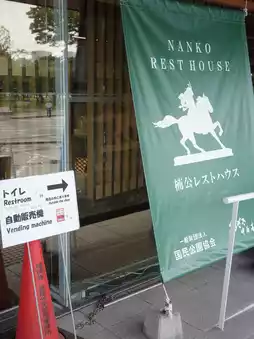 NANKO
REST HOUSE
楠公レストハウス
一般財団法人
国民公園協会
トイレ
Restroom
自動販売機
Vending machine